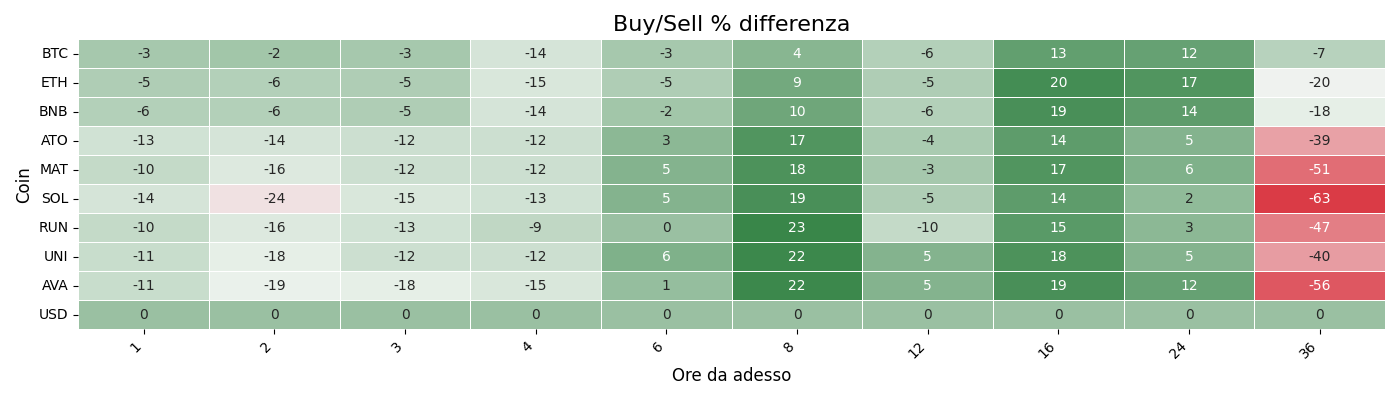 Buy/Sell % differenza
Coin
BTC -3 -2 -3 -14 -3 4 -6 13 12 -7
ETH -5 -6 -5 -15 -5 9 -5 20 17 -20
BNB -6 -6 -5 -14 -2 10 -6 19 14 -18
ATO -13 -14 -12 -12 3 17 -4 14 5 -39
MAT -10 -16 -12 -12 5 18 -3 17 6 -51
SOL -14 -24 -15 -13 5 19 -5 14 2 -63
RUN -10 -16 -13 -9 0 23 -10 15 3 -47
UNI -11 -18 -12 -12 6 22 5 18 5 -40
AVA -11 -19 -18 -15 1 22 5 19 12 -56
USD 0 0 0 0 0 0 0 0 0 0
1 2 3 4 6 8 12 16 24 36
Ore da adesso